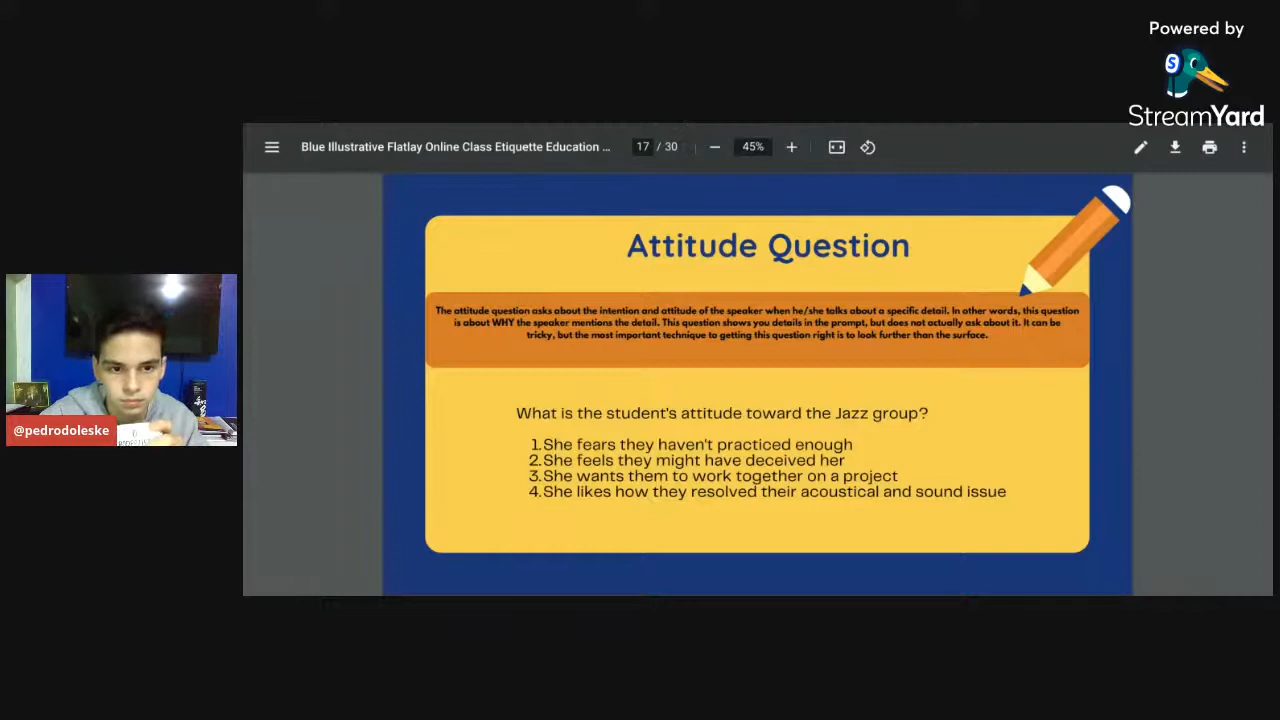 Powered by
S
StreamYard
Blue Illustrative Flatlay Online Class Etiquette Education ...
17 / 30
45%
Attitude Question
The attitude question asks about the intention and attitude of the speaker when he/she talks about a specific detail. In other words, this question
is about WHY the speaker mentions the detail. This question shows you details in the prompt, but does not actually ask about it. It can be
tricky, but the most important technique to getting this question right is to look further than the surface.
What is the student's attitude toward the Jazz group?
1.She fears they haven't practiced enough
2.She feels they might have deceived her
3.She wants them to work together on a project
4.She likes how they resolved their acoustical and sound issue
@pedrodoleske